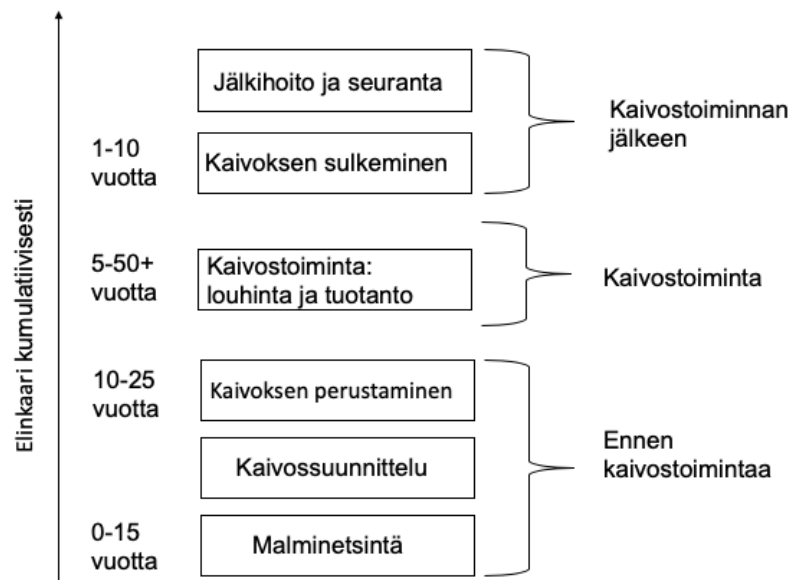 Jälkihoito ja seuranta
Kaivostoiminnan
jälkeen
1-10
vuotta
Kaivoksen sulkeminen
Elinkaari kumulatiivisesti
5-50+
vuotta
Kaivostoiminta:
louhinta ja tuotanto
Kaivostoiminta
10-25
vuotta
Kaivoksen perustaminen
Ennen
kaivostoimintaa
Kaivossuunnittelu
0-15
vuotta
Malminetsintä